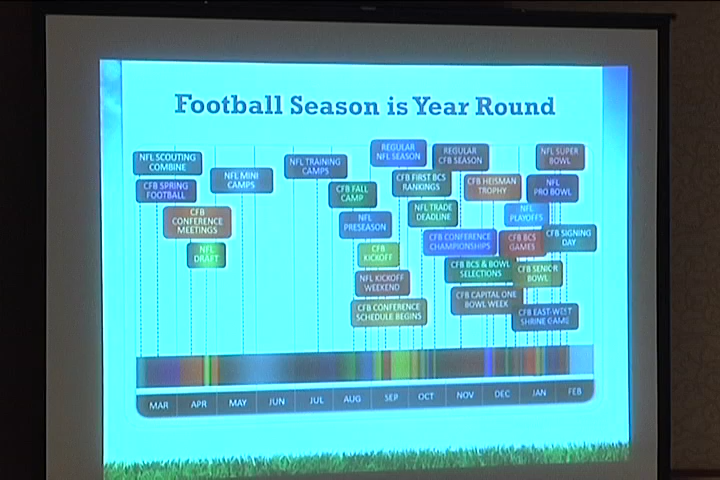 Football Season is Year Round
NFL SCOUTING
COMBINE
CFB SPRING
FOOTBALL
CFB
CONFERENCE
MEETINGS
NFL
DRAFT
NFL MINI
CAMPS
NFL TRAINING
CAMPS
CFB FALL
CAMP
NFL
PRESEASON
CFB
KICKOFF
NFL KICKOFF
WEEKEND
CFB CONFERENCE
SCHEDULE BEGINS
REGULAR
NFL SEASON
CFB FIRST BCS
RANKINGS
NFL TRADE
DEADLINE
REGULAR
CFB SEASON
CFB HEISMAN
TROPHY
CFB CONFERENCE
CHAMPIONSHIPS
CFB BCS & BOWL
SELECTIONS
CFB CAPITAL ONE
BOWL WEEK
NFL SUPER
BOWL
NFL
PRO BOWL
NFL
PLAYOFFS
CFB BCS
GAMES
CFB SIGNING
DAY
CFB SENIOR
BOWL
CFB EAST-WEST
SHRINE GAME
MAR APR MAY JUN JUL AUG SEP OCT NOV DEC JAN FEB